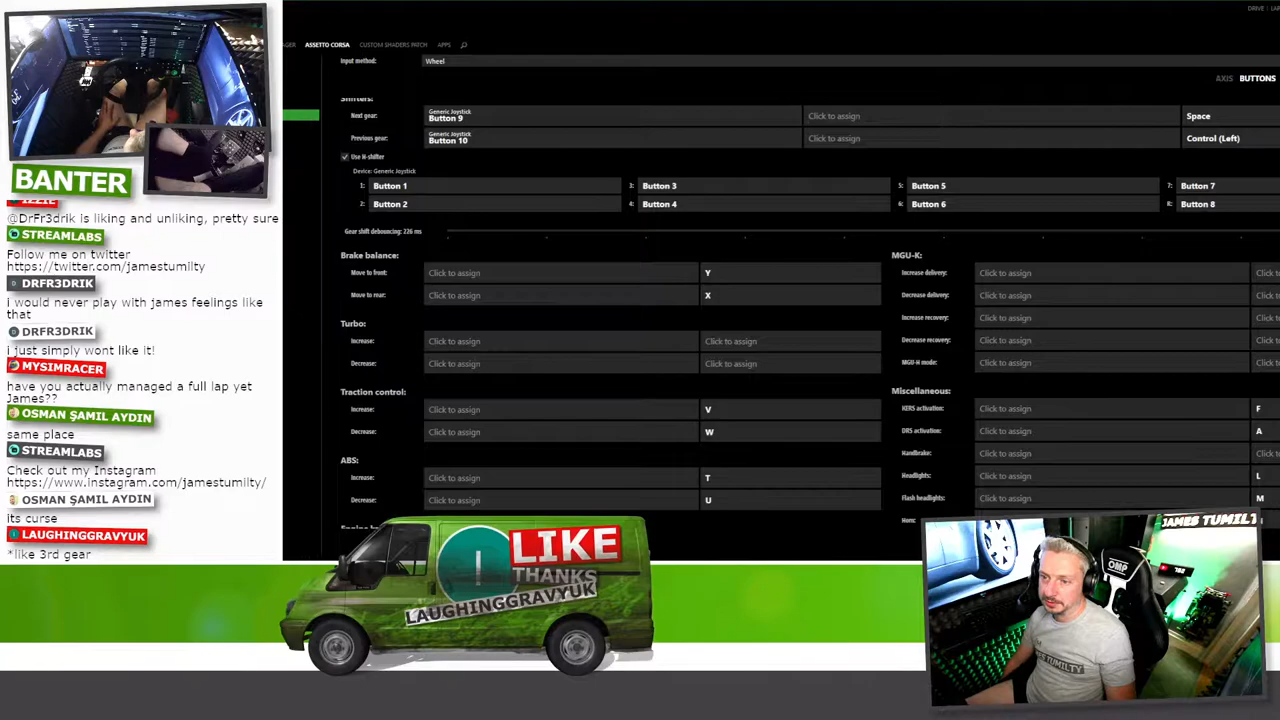 DRIVE
ASSETTO CORSA
CUSTOM SHADERS PATCH
APPS
Input method:
Wheel
AXIS
BUTTONS
Shifters:
Next gear:
Generic Joystick
Button 9
Click to assign
Space
Previous gear:
Generic Joystick
Button 10
Click to assign
Control (Left)
Use H-shifter
Device: Generic Joystick
1: Button 1
3: Button 3
5: Button 5
7: Button 7
2: Button 2
4: Button 4
6: Button 6
8: Button 8
Gear shift debouncing: 226 ms
Brake balance:
Move to front: Click to assign Y
Move to rear: Click to assign X
Turbo:
Increase: Click to assign Click to assign
Decrease: Click to assign Click to assign
Traction control:
Increase: Click to assign V
Decrease: Click to assign W
ABS:
Increase: Click to assign T
Decrease: Click to assign U
MGU-K:
Increase delivery: Click to assign
Decrease delivery: Click to assign
Increase recovery: Click to assign
Decrease recovery: Click to assign
MGU-H mode: Click to assign
Miscellaneous:
KERS activation: Click to assign F
DRS activation: Click to assign A
Handbrake: Click to assign
Headlights: Click to assign L
Flash headlights: Click to assign M
Horn:
BANTER
IZZIE
@DrFr3drik is liking and unliking, pretty sure
STREAMLABS
Follow me on twitter
https://twitter.com/jamestumilty
DRFR3DRIK
i would never play with james feelings like
that
DRFR3DRIK
i just simply wont like it!
MYSIMRACER
have you actually managed a full lap yet
James??
OSMAN ŞAMIL AYDIN
same place
STREAMLABS
Check out my Instagram
https://www.instagram.com/jamestumilty/
OSMAN ŞAMIL AYDIN
its curse
LAUGHINGGRAVYUK
*like 3rd gear
LIKE
THANKS
LAUGHINGGRAVYUK
JAMES TUMILT
OMP